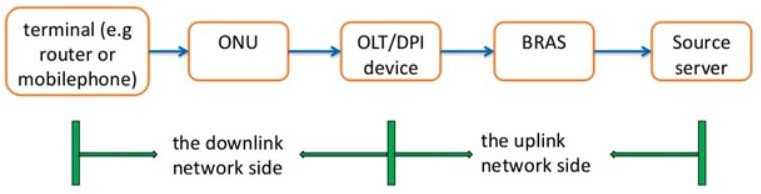 terminal (e.g
router or
mobilephone)
ONU
OLT/DPI
device
BRAS
Source
server
the downlink
network side
the uplink
network side